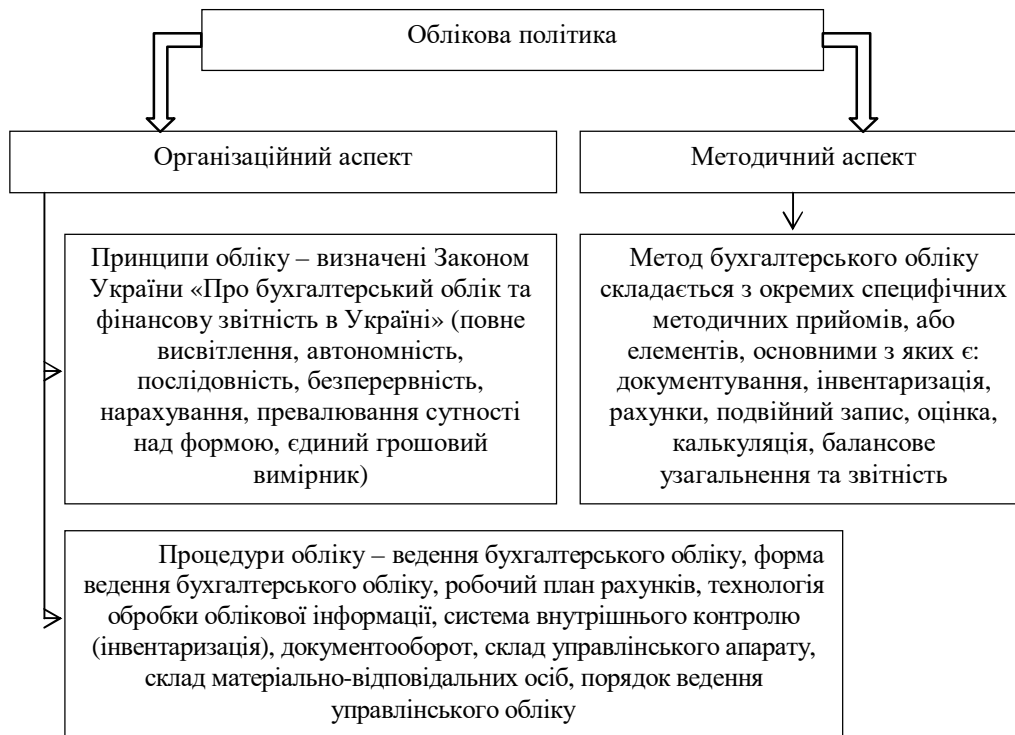 Облікова політика
Організаційний аспект
Методичний аспект
Принципи обліку – визначені Законом
України «Про бухгалтерський облік та
фінансову звітність в Україні» (повне
висвітлення, автономність,
послідовність, безперервність,
нарахування, превалювання сутності
над формою, єдиний грошовий
вимірник)
Метод бухгалтерського обліку
складається з окремих специфічних
методичних прийомів, або
елементів, основними з яких є:
документування, інвентаризація,
рахунки, подвійний запис, оцінка,
калькуляція, балансове
узагальнення та звітність
Процедури обліку – ведення бухгалтерського обліку, форма
ведення бухгалтерського обліку, робочий план рахунків, технологія
обробки облікової інформації, система внутрішнього контролю
(інвентаризація), документооборот, склад управлінського апарату,
склад матеріально-відповідальних осіб, порядок ведення
управлінського обліку